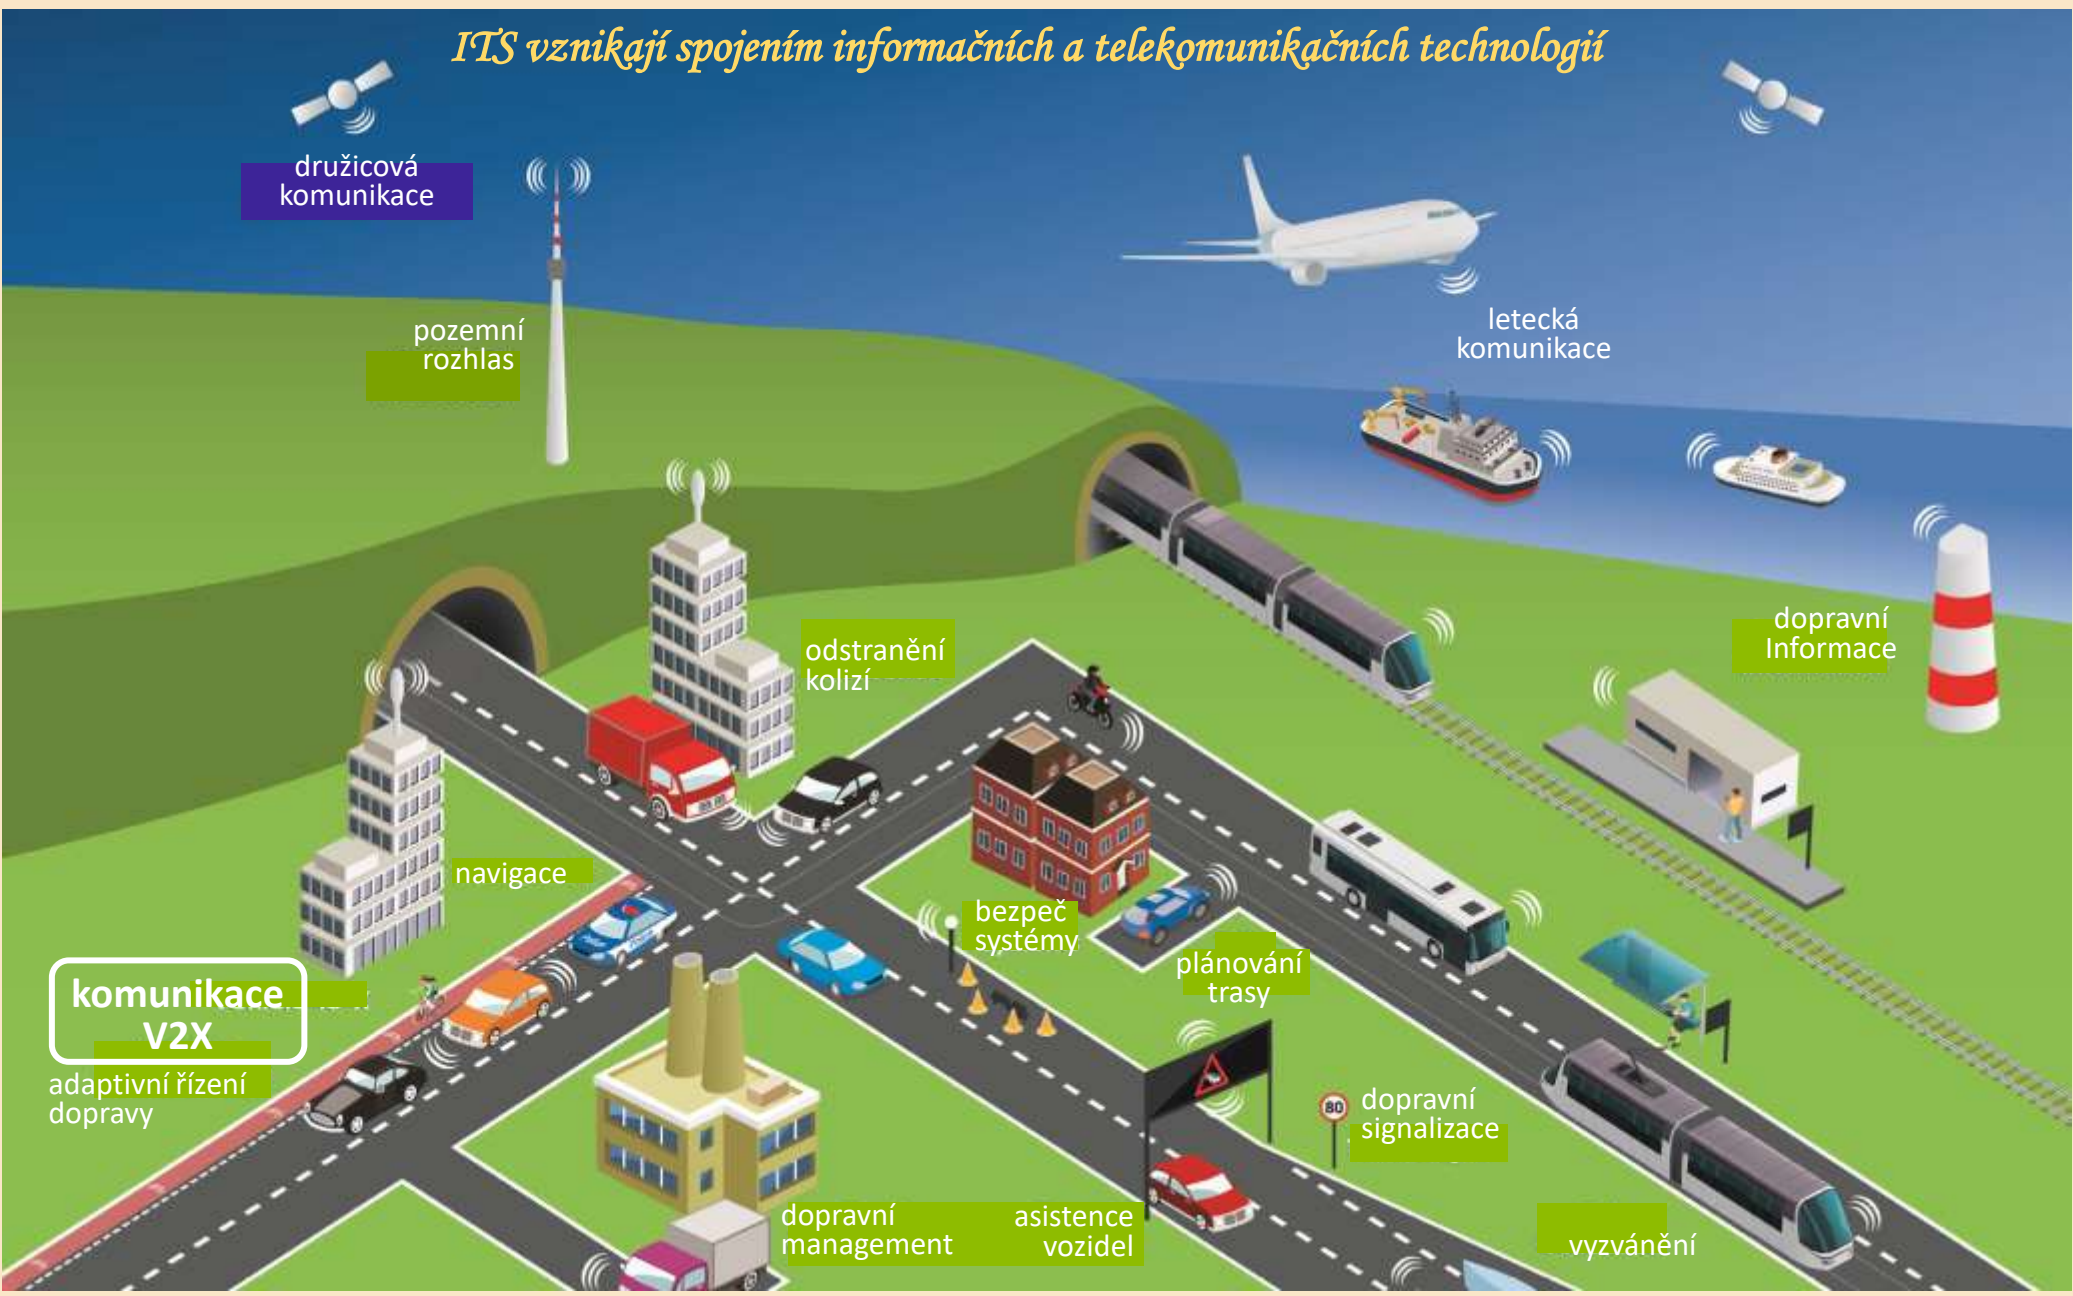 ITS vznikají spojením informačních a telekomunikačních technologií
družicová
komunikace
pozemní
rozhlas
letecká
komunikace
odstranění
kolizí
dopravní
Informace
navigace
bezpeč
systémy
plánování
trasy
komunikace
V2X
adaptivní řízení
dopravy
80
dopravní
signalizace
dopravní
management
asistence
vozidel
vyzvánění